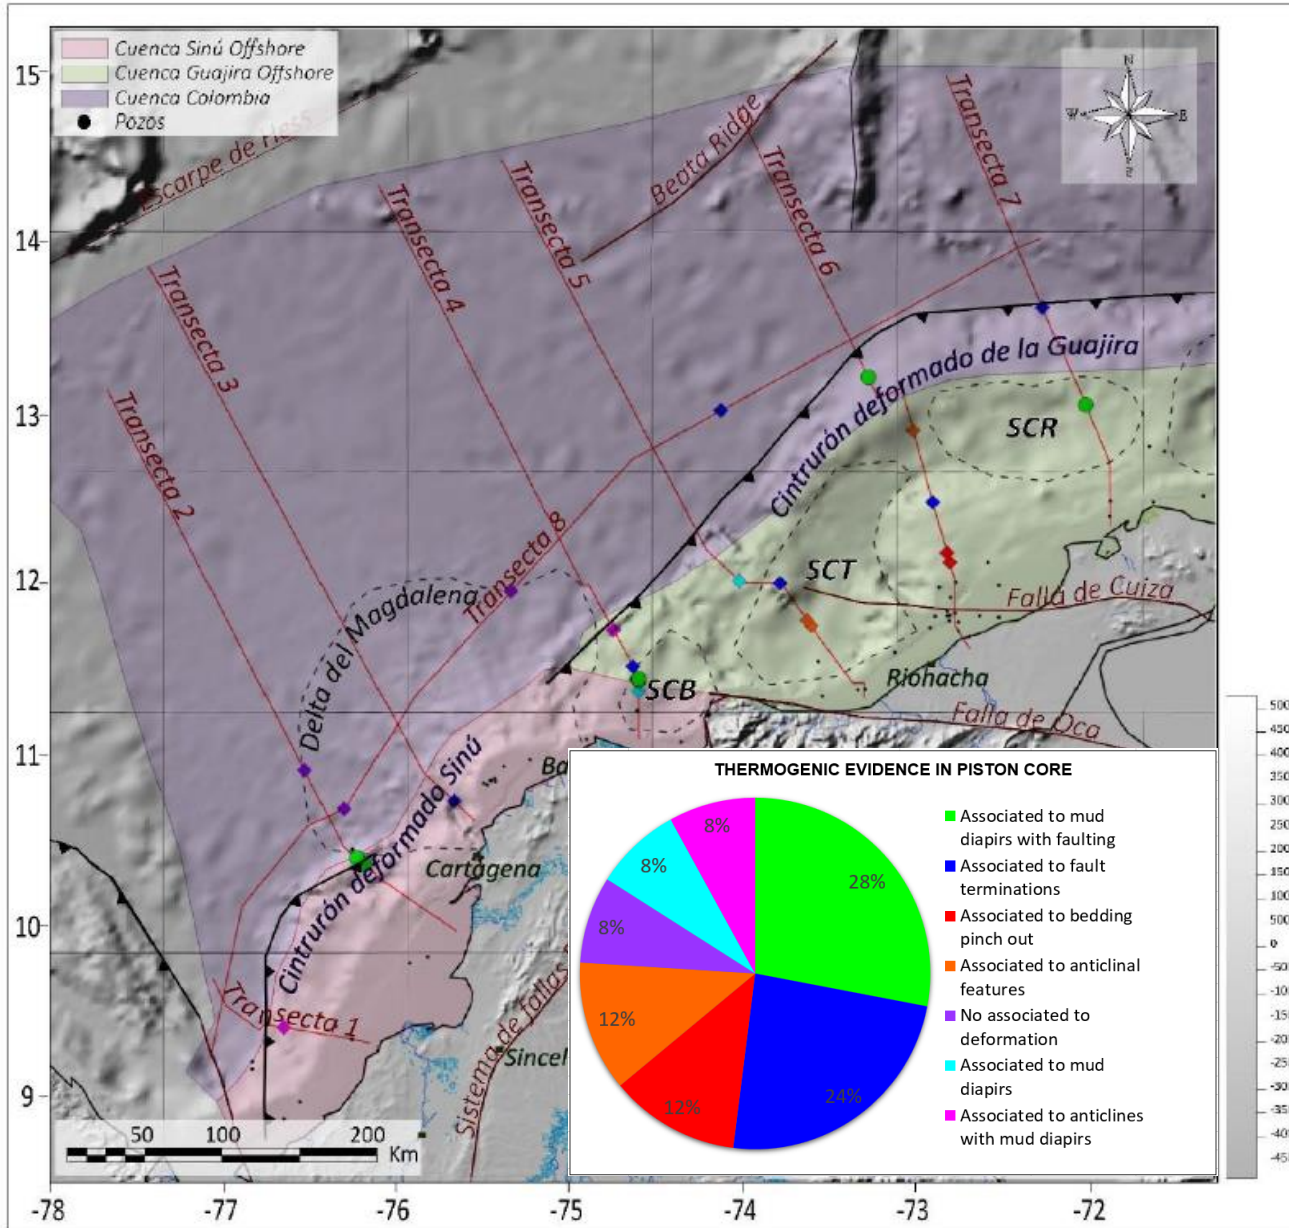 Cuenca Sinú Offshore
Cuenca Guajira Offshore
Cuenca Colombia
Pozos
Escarpe de Hess
Beata Ridge
N
W
E
Transecta 7
Transecta 6
Transecta 5
Transecta 4
Transecta 3
Transecta 2
Transecta 8
Transecta 1
Cintrurón deformado de la Guajira
SCR
SCT
SCB
Falla de Cuiza
Riohacha
Falla de Oca
Delta del Magdalena
Cintrurón deformado Sinú
Ba
Cartagena
Sincel
Sistema de fallas
15
14
13
12
11
10
9
-78
-77
-76
-75
-74
-73
-72
50
100
200
Km
THERMOGENIC EVIDENCE IN PISTON CORE
8%
8%
8%
12%
12%
24%
28%
Associated to mud
diapirs with faulting
Associated to fault
terminations
Associated to bedding
pinch out
Associated to anticlinal
features
No associated to
deformation
Associated to mud
diapirs
Associated to anticlines
with mud diapirs